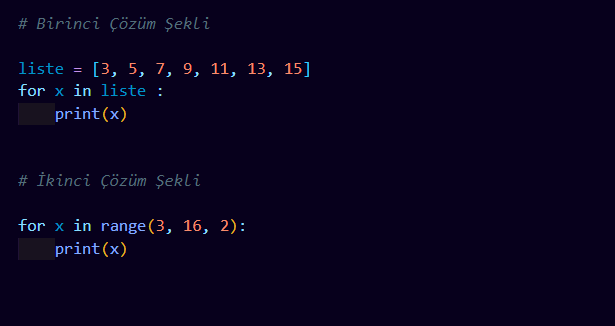 # Birinci Çözüm Şekli
liste = [3, 5, 7, 9, 11, 13, 15]
for x in liste :
    print(x)
# İkinci Çözüm Şekli
for x in range(3, 16, 2):
    print(x)